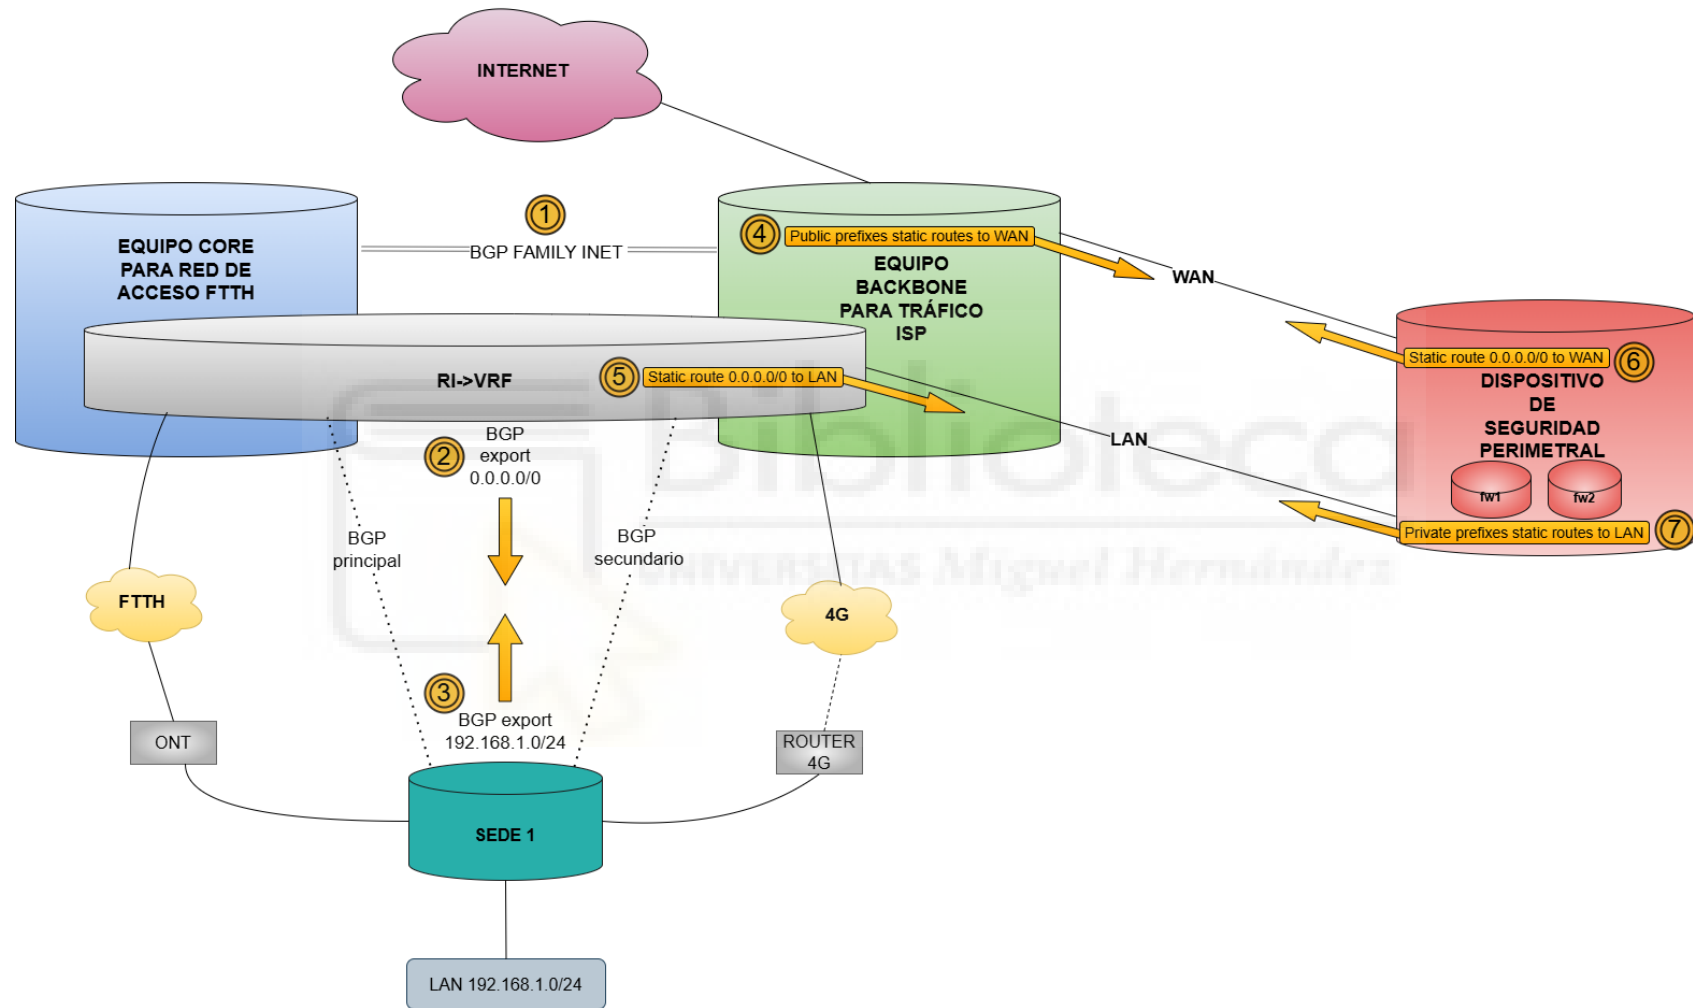 INTERNET
1
BGP FAMILY INET
EQUIPO CORE
PARA RED DE
ACCESO FTTH
4
Public prefixes static routes to WAN
EQUIPO
BACKBONE
PARA TRÁFICO
ISP
WAN
Static route 0.0.0.0/0 to WAN
6
RI->VRF
5
Static route 0.0.0.0/0 to LAN
DISPOSITIVO
DE
SEGURIDAD
PERIMETRAL
fw1
fw2
LAN
Private prefixes static routes to LAN
7
2
BGP
export
0.0.0.0/0
BGP
principal
BGP
secundario
Biblioteca
UNIVERSITAS Miguel Hernández
FTTH
4G
3
BGP export
192.168.1.0/24
ONT
ROUTER
4G
SEDE 1
LAN 192.168.1.0/24